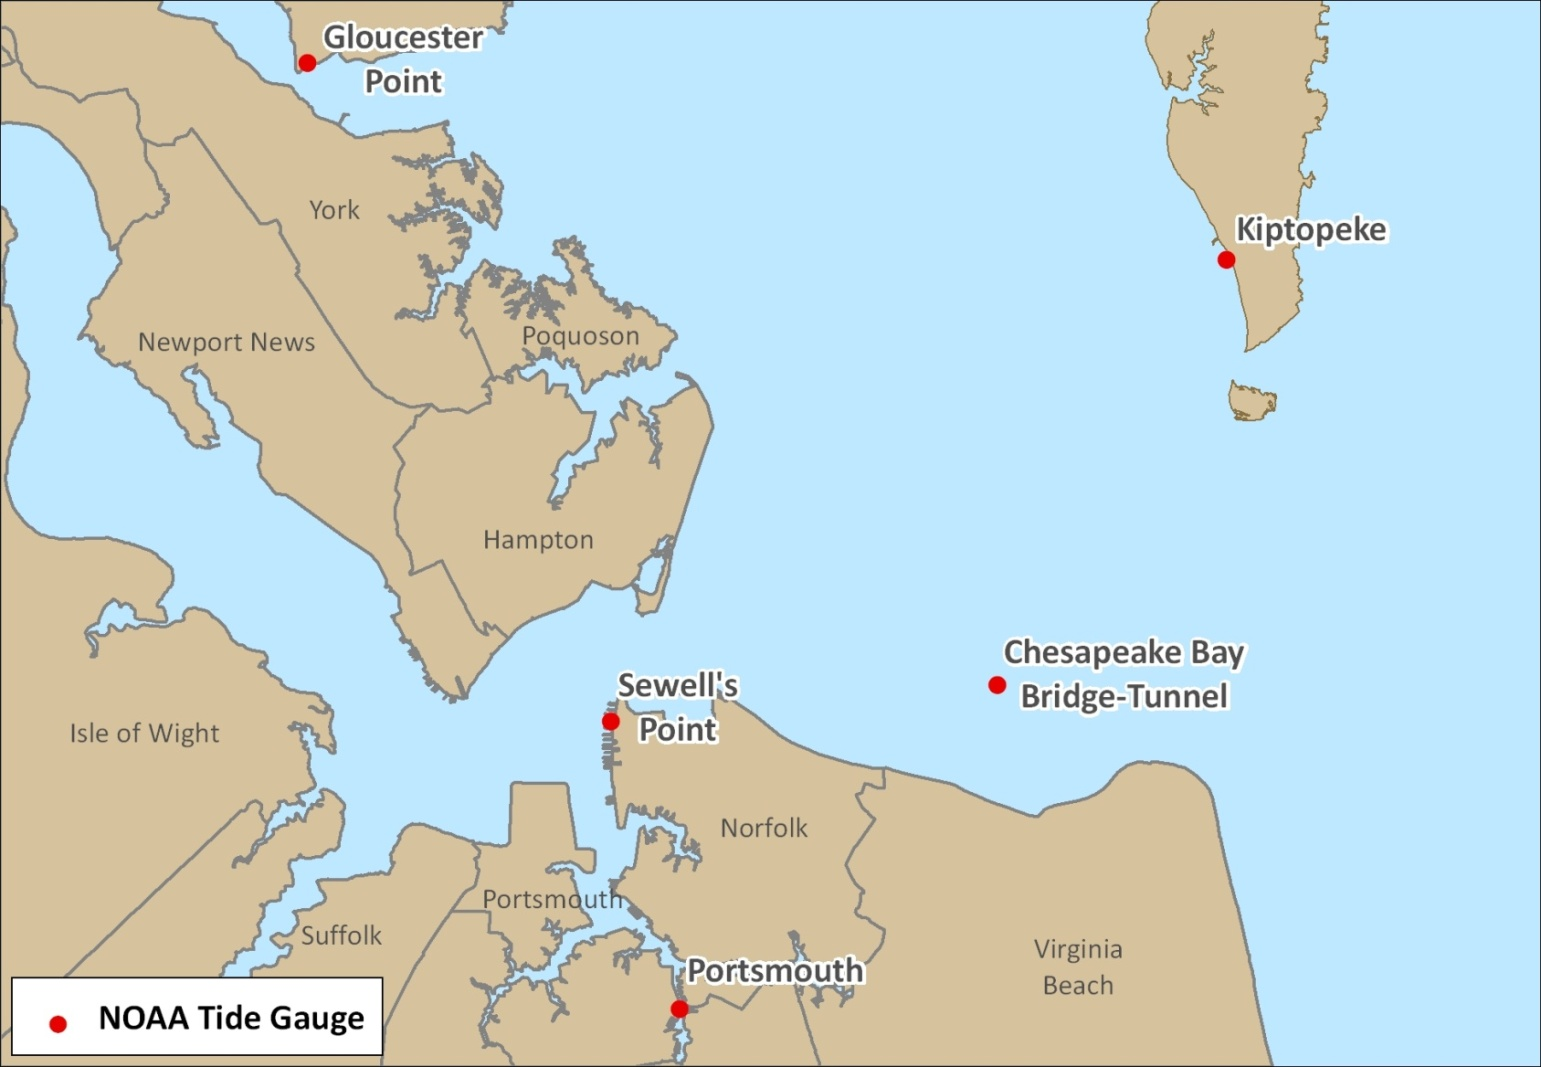 Gloucester
Point
York
Kiptopeke
Newport News
Poquoson
Hampton
Chesapeake Bay
Bridge-Tunnel
Sewell's
Point
Isle of Wight
Norfolk
Portsmouth
Suffolk
Virginia
Beach
Portsmouth
NOAA Tide Gauge